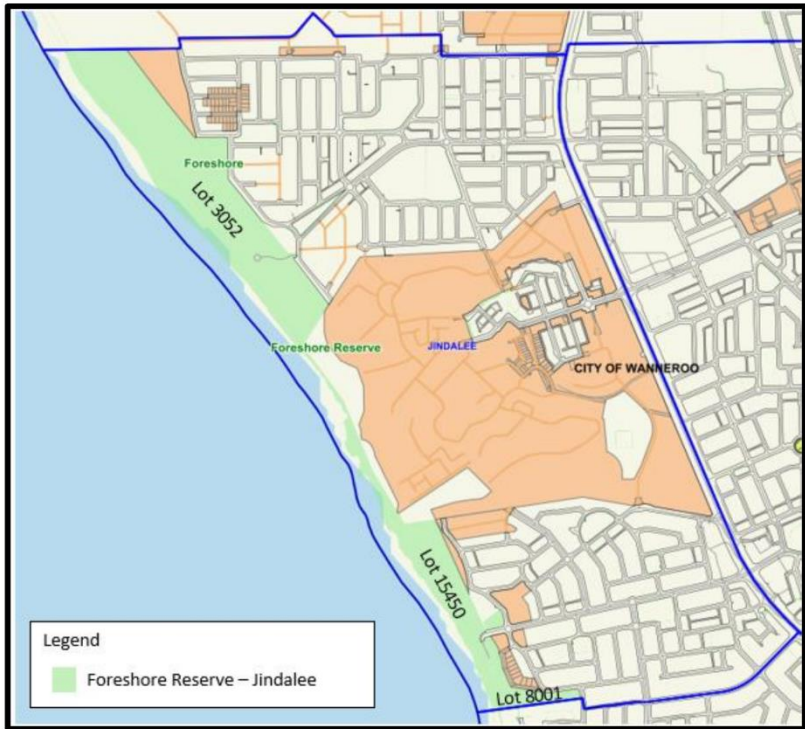 Foreshore
Lot 3052
Foreshore Reserve
JINDALEE
CITY OF WANNEROO
Lot 15450
Lot 8001
Legend
Foreshore Reserve – Jindalee